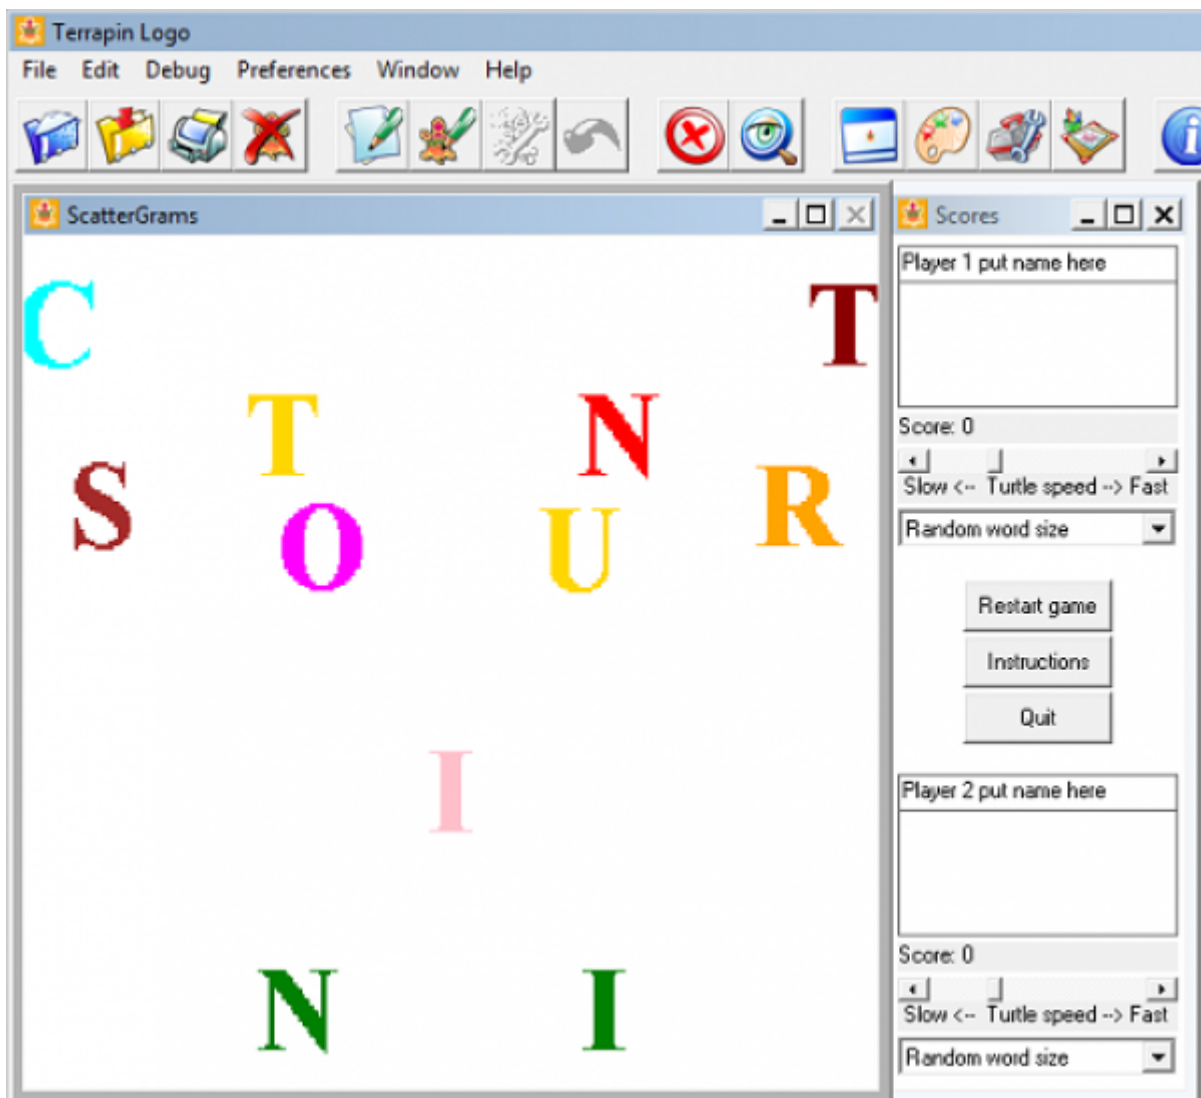 Terrapin Logo
File Edit Debug Preferences Window Help
ScatterGrams
C T
T N
S R
O U
I
N I
Scores
Player 1 put name here
Score: 0
Slow <-- Turtle speed --> Fast
Random word size
Restart game
Instructions
Quit
Player 2 put name here
Score: 0
Slow <-- Turtle speed --> Fast
Random word size